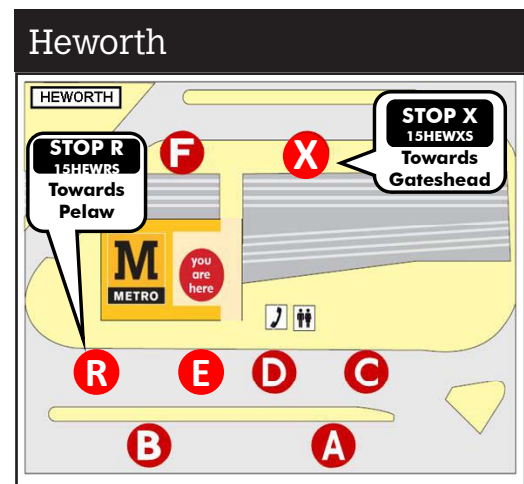 Heworth
HEWORTH
STOP R
15HEWRS
Towards
Pelaw
F
X
STOP X
15HEWXS
Towards
Gateshead
M
METRO
you
are
here
R
E
D
C
B
A